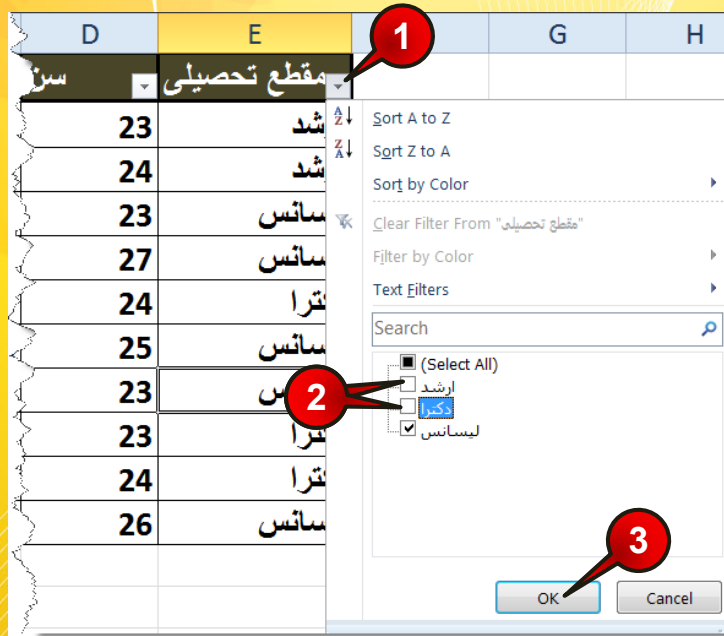 1
D E G H
سن مقطع تحصیلی
23
24
23
27
24
25
23
23
24
26
Sort A to Z
Sort Z to A
Sort by Color
Clear Filter From "مقطع تحصیلی"
Filter by Color
Text Filters
Search
(Select All)
ارشد
2
دکترا
لیسانس
3
OK Cancel